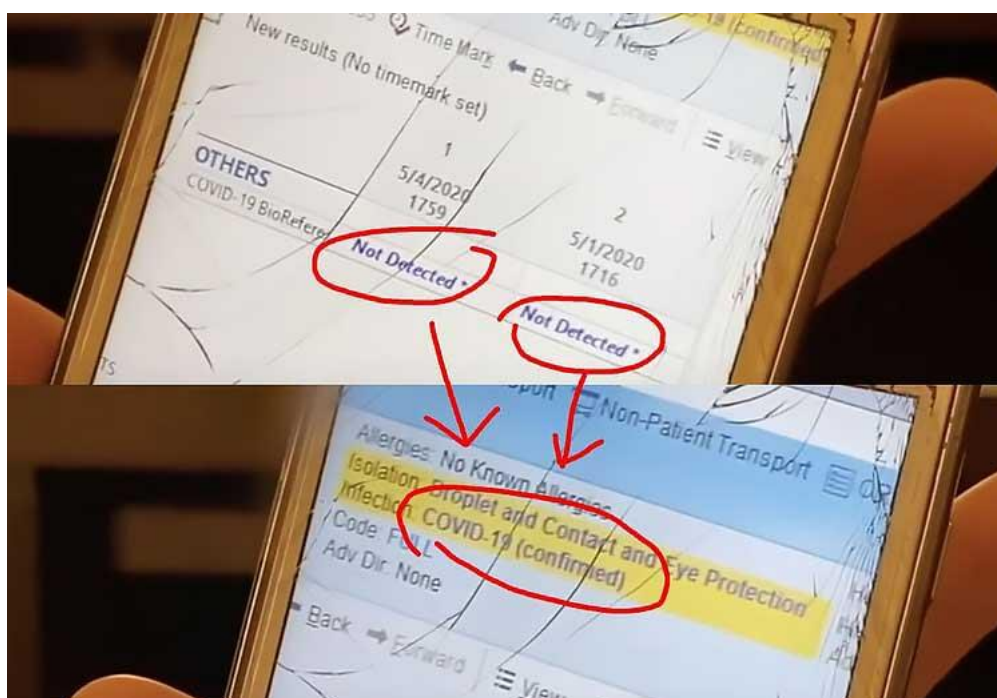 Time Mark Back Forward View
Adv Dir: None
19 (Confirmed)
New results (No timemark set)
1
5/4/2020
1759
2
5/1/2020
1716
OTHERS
COVID-19 BioRefere
Not Detected *
Not Detected *
TS
Non-Patient Transport
Allergies: No Known Allergies
Isolation: Droplet and Contact and Eye Protection
Infection: COVID-19 (confirmed)
Code: FULL
Adv Dir: None
Back Forward View